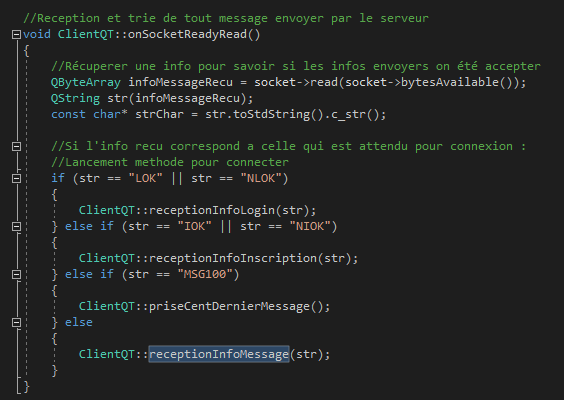 //Reception et trie de tout message envoyer par le serveur
void ClientQT::onSocketReadyRead()
{
//Récuperer une info pour savoir si les infos envoyers on été accepter
QByteArray infoMessageRecu = socket->read(socket->bytesAvailable());
QString str(infoMessageRecu);
const char* strChar = str.toStdString().c_str();
//Si l'info recu correspond a celle qui est attendu pour connexion :
//Lancement methode pour connecter
if (str == "LOK" || str == "NLOK")
{
ClientQT::receptionInfoLogin(str);
} else if (str == "IOK" || str == "NIOK")
{
ClientQT::receptionInfoInscription(str);
} else if (str == "MSG100")
{
ClientQT::priseCentDernierMessage();
} else
{
ClientQT::receptionInfoMessage(str);
}
}